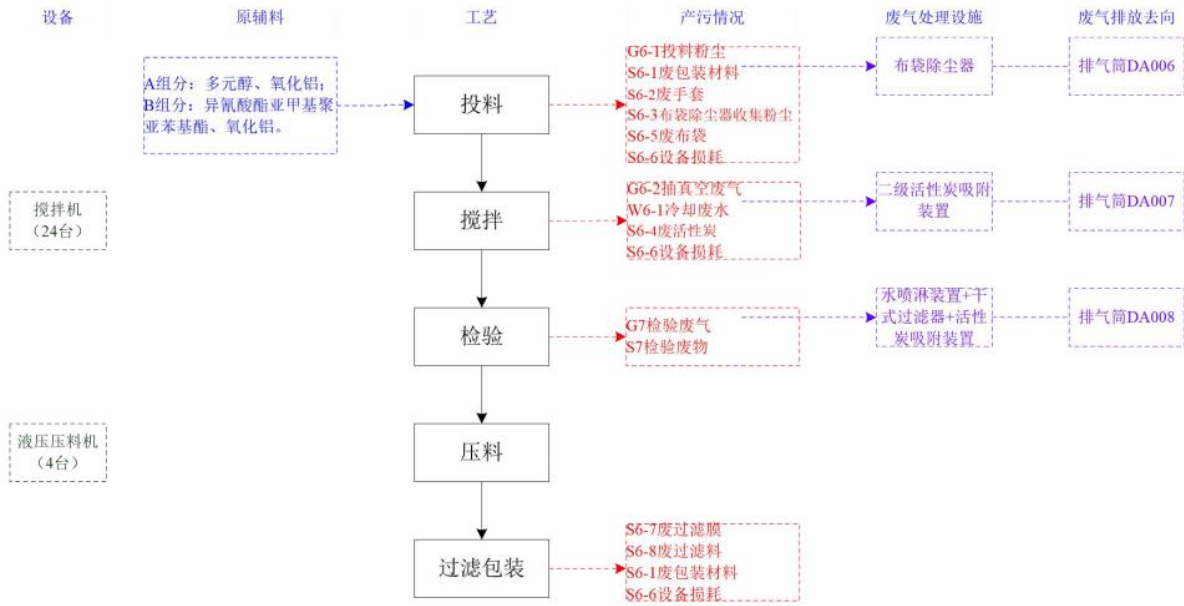 设备
原辅料
工艺
产污情况
废气处理设施
废气排放去向
A组分：多元醇、氧化铝；
B组分：异氰酸酯亚甲基聚
亚苯基酯、氧化铝。
投料
G6-1投料粉尘
S6-1废包装材料
S6-2废手套
S6-3布袋除尘器收集粉尘
S6-5废布袋
S6-6设备损耗
布袋除尘器
排气筒DA006
搅拌机
（24台）
搅拌
G6-2抽真空废气
W6-1冷却废水
S6-4废活性炭
S6-6设备损耗
二级活性炭吸附
装置
排气筒DA007
检验
G7检验废气
S7检验废物
水喷淋装置+干
式过滤器+活性
炭吸附装置
排气筒DA008
液压压料机
（4台）
压料
过滤包装
S6-7废过滤膜
S6-8废过滤料
S6-1废包装材料
S6-6设备损耗